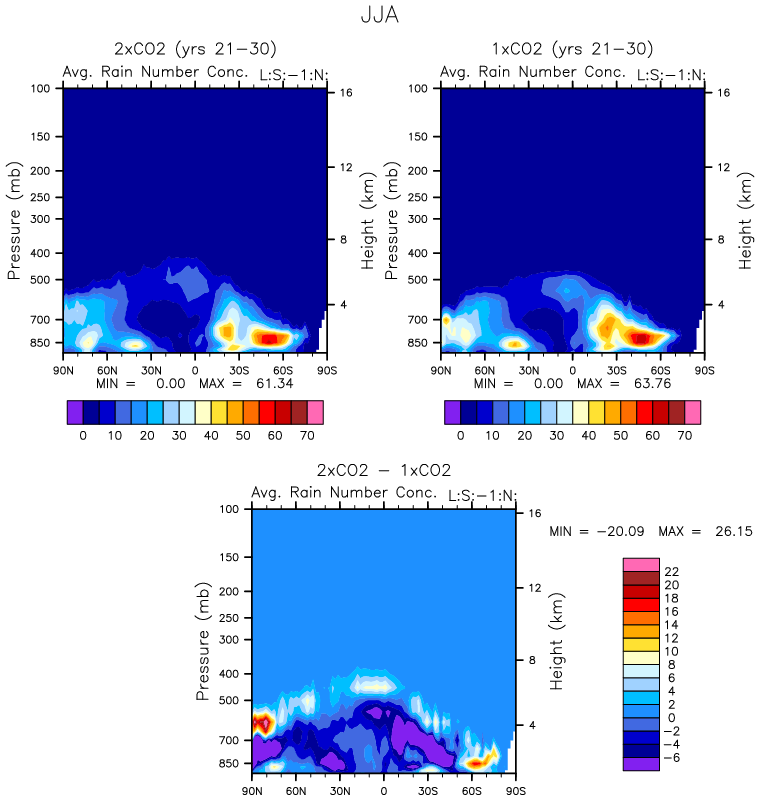 JJA
2xCO2 (yrs 21−30)
Avg. Rain Number Conc. L:S:−1:N:
100
150
200
250
300
400
500
700
850
Pressure (mb)
16
12
8
4
Height (km)
90N 60N 30N 0 30S 60S 90S
MIN = 0.00 MAX = 61.34
0 10 20 30 40 50 60 70
1xCO2 (yrs 21−30)
Avg. Rain Number Conc. L:S:−1:N:
100
150
200
250
300
400
500
700
850
Pressure (mb)
16
12
8
4
Height (km)
90N 60N 30N 0 30S 60S 90S
MIN = 0.00 MAX = 63.76
0 10 20 30 40 50 60 70
2xCO2 − 1xCO2
Avg. Rain Number Conc. L:S:−1:N:
100
150
200
250
300
400
500
700
850
Pressure (mb)
16
12
8
4
Height (km)
90N 60N 30N 0 30S 60S 90S
MIN = −20.09 MAX = 26.15
22
20
18
16
14
12
10
8
6
4
2
0
−2
−4
−6